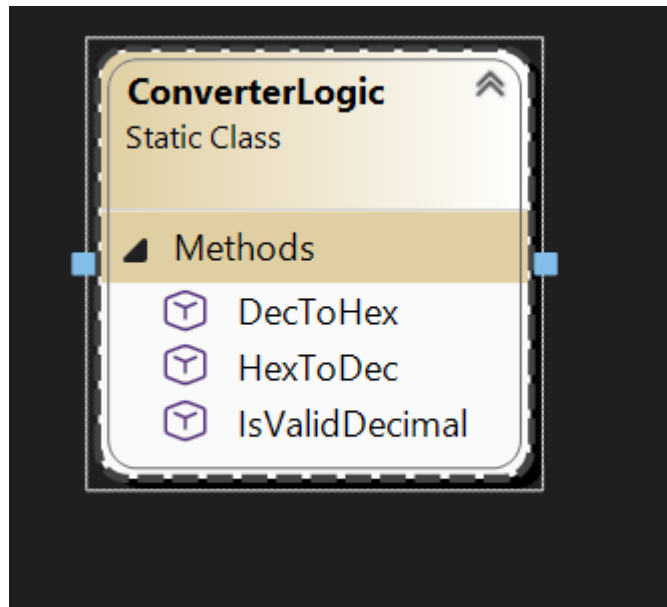 ConverterLogic
Static Class
Methods
DecToHex
HexToDec
IsValidDecimal